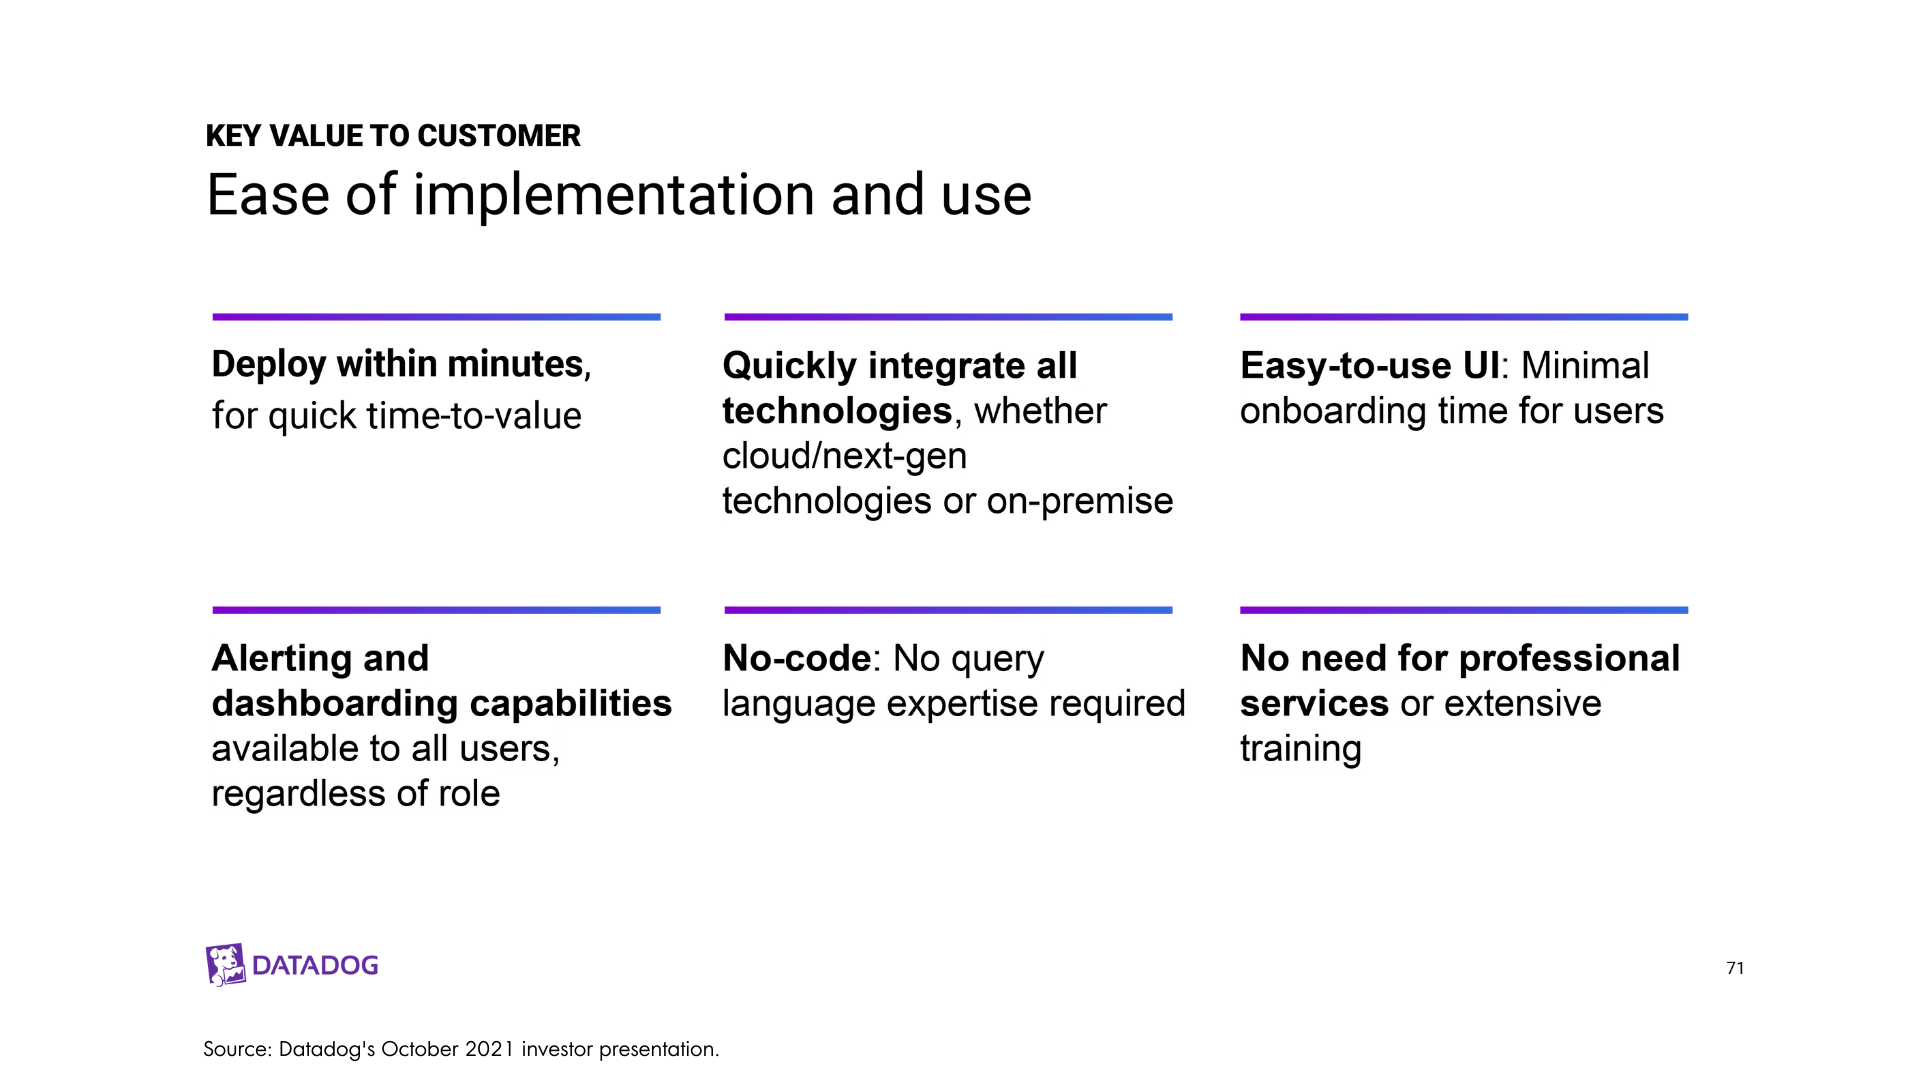 KEY VALUE TO CUSTOMER
Ease of implementation and use
Deploy within minutes,
for quick time-to-value
Quickly integrate all
technologies, whether
cloud/next-gen
technologies or on-premise
Easy-to-use UI: Minimal
onboarding time for users
Alerting and
dashboarding capabilities
available to all users,
regardless of role
No-code: No query
language expertise required
No need for professional
services or extensive
training
DATADOG
71
Source: Datadog's October 2021 investor presentation.